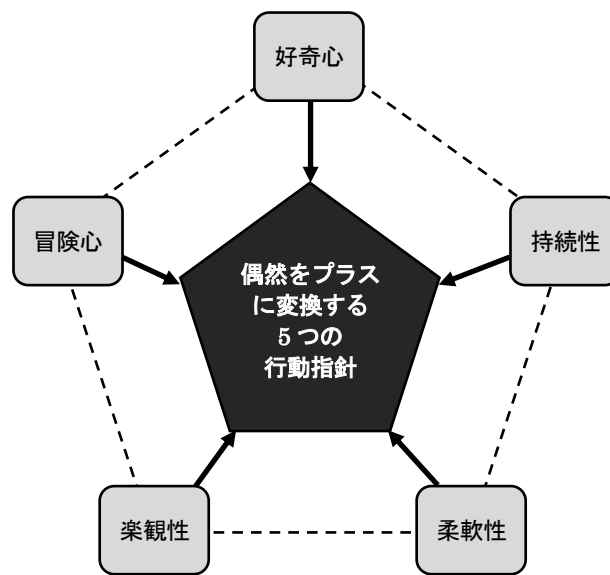 好奇心
冒険心
持続性
偶然をプラス
に変換する
5つの
行動指針
楽観性
柔軟性